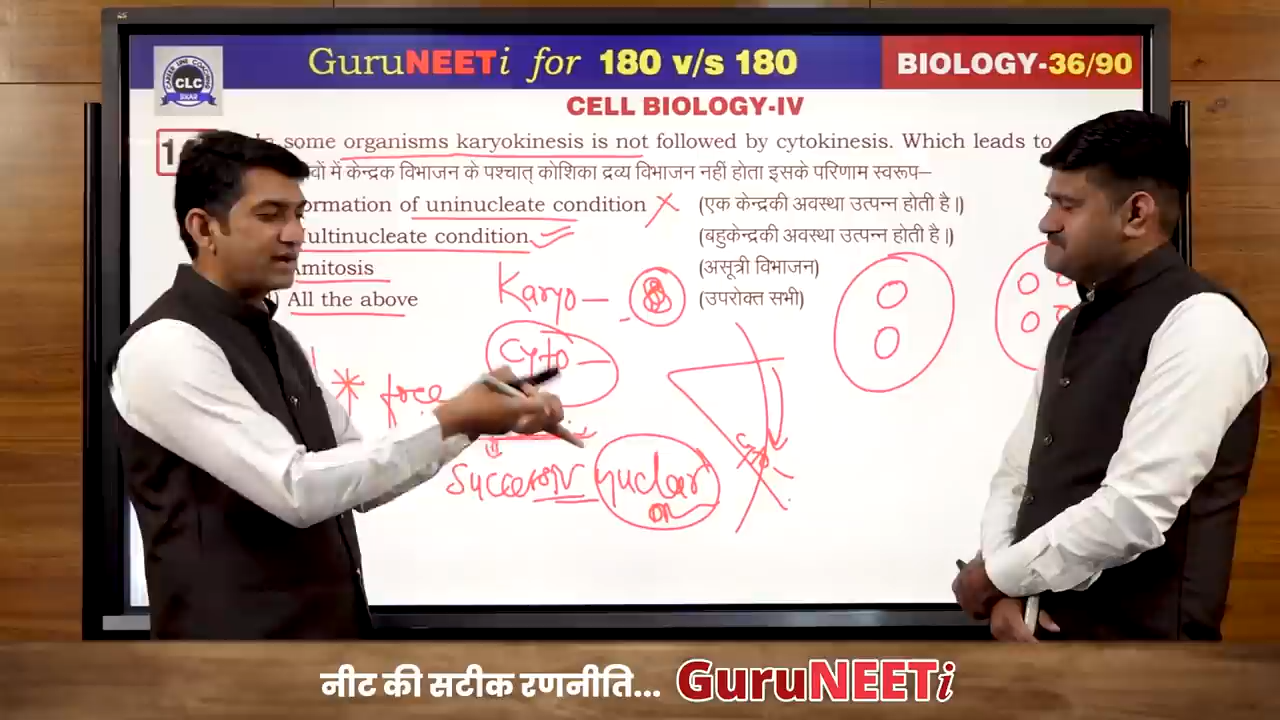 GuruNEETi for 180 v/s 180
BIOLOGY-36/90
CLC
SIKAR
CELL BIOLOGY-IV
some organisms karyokinesis is not followed by cytokinesis. Which leads to
में केन्द्रक विभाजन के पश्चात् कोशिका द्रव्य विभाजन नहीं होता इसके परिणाम स्वरूप—
ormation of uninucleate condition (एक केन्द्रकी अवस्था उत्पन्न होती है।)
ultinucleate condition (बहुकेन्द्रकी अवस्था उत्पन्न होती है।)
Amitosis (असूत्री विभाजन)
All the above (उपरोक्त सभी)
Karyo
Cyto
free
nuclear
नीट की सटीक रणनीति... GuruNEETi